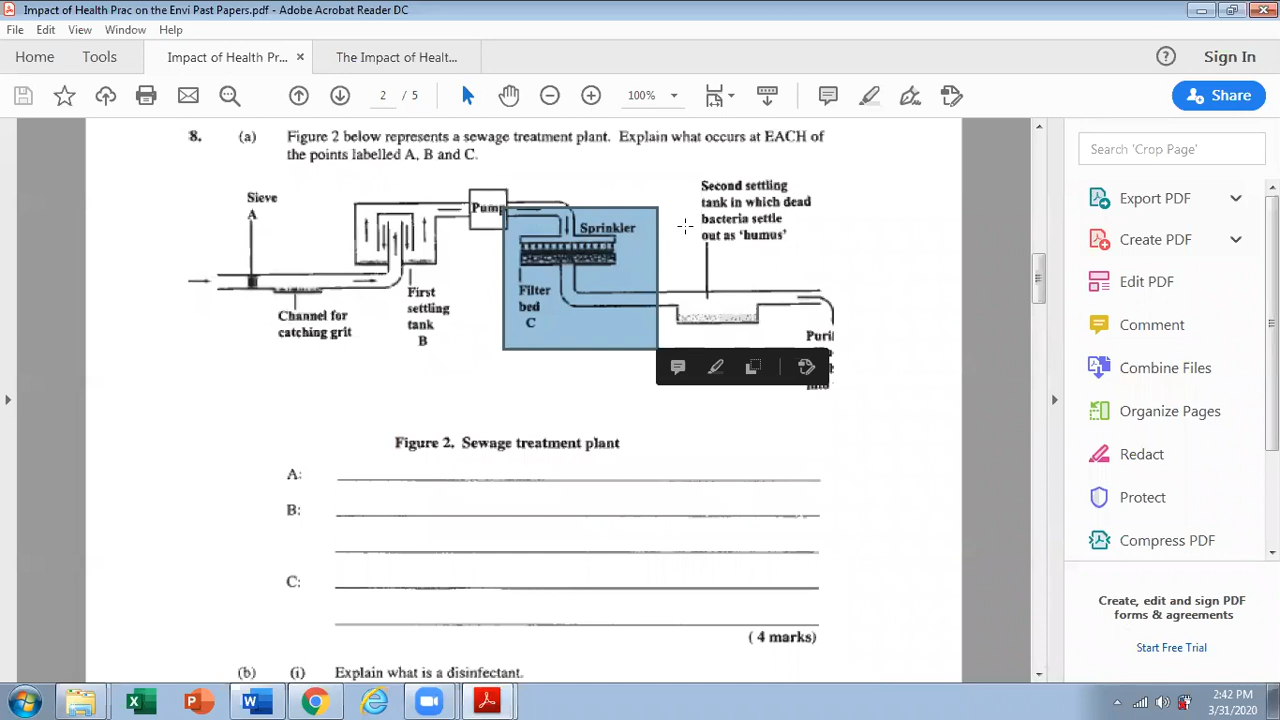 Impact of Health Prac on the Envi Past Papers.pdf - Adobe Acrobat Reader DC
File Edit View Window Help
Home Tools Impact of Health Pr... × The Impact of Healt... Sign In
2 / 5 100% Share
8. (a) Figure 2 below represents a sewage treatment plant. Explain what occurs at EACH of
the points labelled A, B and C.
Sieve
A
Pump
Sprinkler
Second settling
tank in which dead
bacteria settle
out as 'humus'
Channel for
catching grit
First
settling
tank
B
Filter
bed
C
Figure 2. Sewage treatment plant
A:
B:
C:
( 4 marks)
(b) (i) Explain what is a disinfectant.
Search 'Crop Page'
Export PDF
Create PDF
Edit PDF
Comment
Combine Files
Organize Pages
Redact
Protect
Compress PDF
Create, edit and sign PDF
forms & agreements
Start Free Trial
2:42 PM
3/31/2020